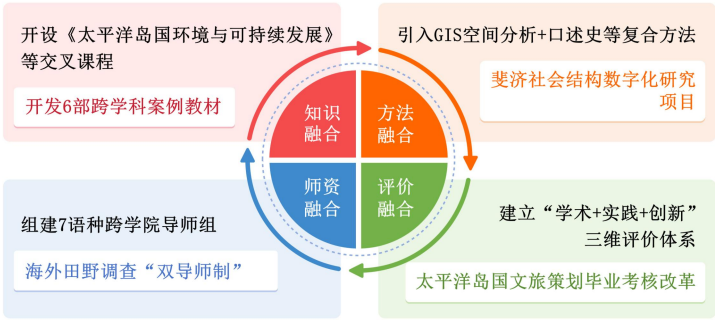 开设《太平洋岛国环境与可持续发展》
等交叉课程
开发6部跨学科案例教材
引入GIS空间分析+口述史等复合方法
斐济社会结构数字化研究
项目
知识
融合
方法
融合
师资
融合
评价
融合
组建7语种跨学院导师组
海外田野调查“双导师制”
建立“学术+实践+创新”
三维评价体系
太平洋岛国文旅策划毕业考核改革